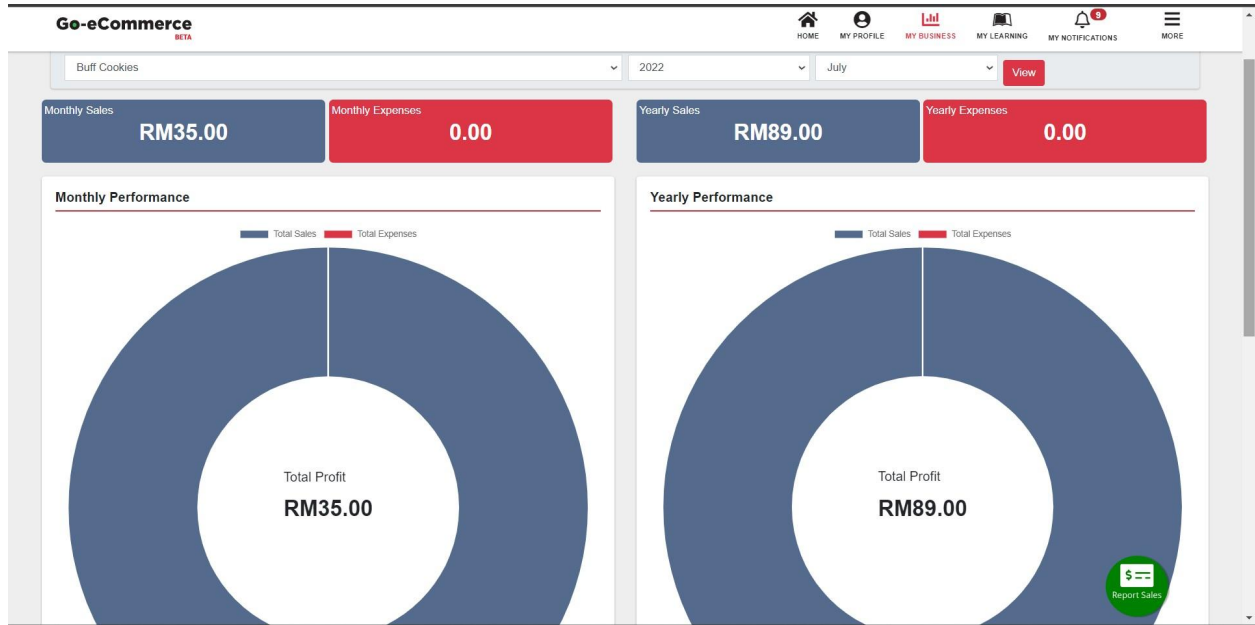 Go-eCommerce
BETA
HOME
MY PROFILE
MY BUSINESS
MY LEARNING
9
MY NOTIFICATIONS
MORE
Buff Cookies
2022
July
View
Monthly Sales
RM35.00
Monthly Expenses
0.00
Yearly Sales
RM89.00
Yearly Expenses
0.00
Monthly Performance
Total Sales
Total Expenses
Total Profit
RM35.00
Yearly Performance
Total Sales
Total Expenses
Total Profit
RM89.00
$
Report Sales